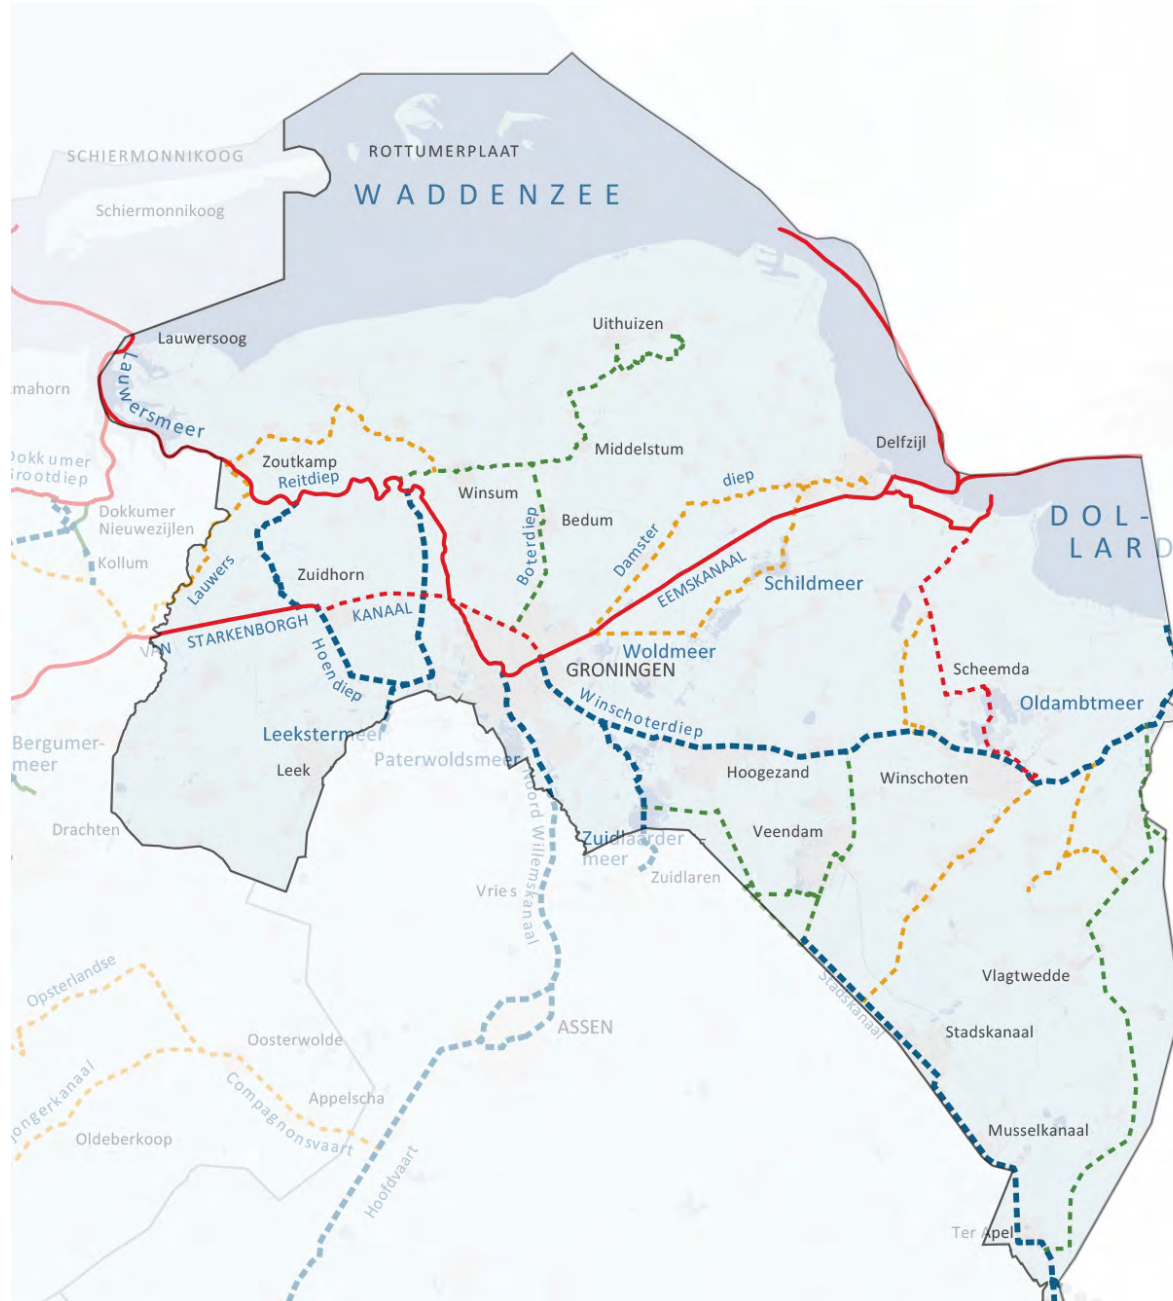 SCHIERMONNIKOOG
ROTTUMERPLAAT
WADDENZEE
Schiermonnikoog
Uithuizen
Lauwersoog
Lauwersmeer
mahorn
Middelstum
Delfzijl
Dokkumer
Grootdiep
Zoutkamp
Reitdiep
Winsum
diep
Dokkumer
Nieuwezijlen
Bedum
Boterdiep
Damster
DOL-
LARD
Kollum
Lauwers
Zuidhorn
EEMSKANAAL
Schildmeer
VAN STARKENBORGH KANAAL
Hoendiep
Woldmeer
GRONINGEN
Scheemda
Oldambtmeer
Winschoterdiep
Leekstermeer
Bergumer-
meer
Paterwoldsmeer
Leek
Hoogezand
Winschoten
Noord Willemskanaal
Drachten
Veendam
Zuidlaarder -
meer
Zuidlaren
Vries
Vlagtwedde
Stadskanaal
Opsterlandse
ASSEN
Stadskanaal
Oosterwolde
Appelscha
jongerkanaal
Compagnonsvaart
Oldeberkoop
Musselkanaal
Hoofdvaart
Ter Apel